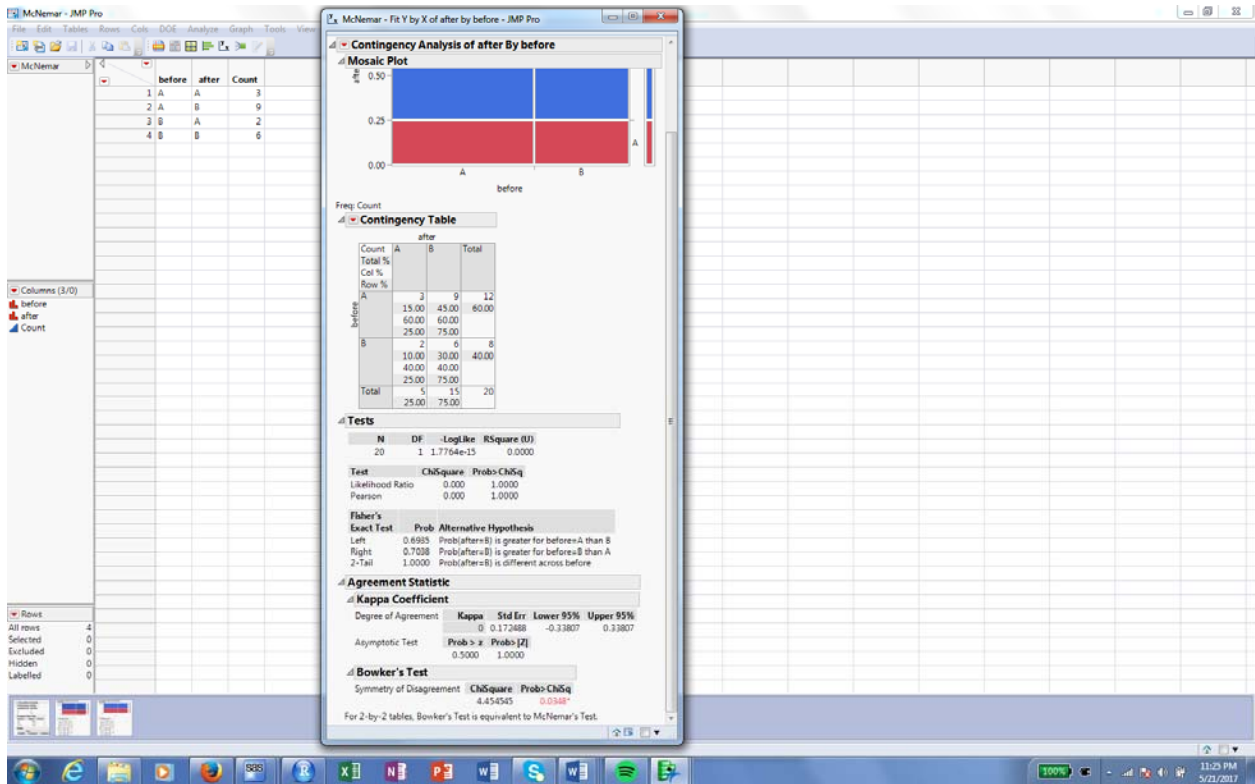 McNemar - JMP Pro
File Edit Tables Rows Cols DOE Analyze Graph Tools View
McNemar
before after Count
1 A A 3
2 A B 9
3 B A 2
4 B B 6
Columns (3/0)
before
after
Count
Rows
All rows 4
Selected 0
Excluded 0
Hidden 0
Labelled 0
McNemar - Fit Y by X of after by before - JMP Pro
Contingency Analysis of after By before
Mosaic Plot
after
0.50
0.25
0.00
A
A B
before
Freq: Count
Contingency Table
after
before
Count A B Total
Total %
Col %
Row %
A 3 9 12
15.00 45.00 60.00
60.00 60.00
25.00 75.00
B 2 6 8
10.00 30.00 40.00
40.00 40.00
25.00 75.00
Total 5 15 20
25.00 75.00
Tests
N DF -LogLike RSquare (U)
20 1 1.7764e-15 0.0000
Test ChiSquare Prob>ChiSq
Likelihood Ratio 0.000 1.0000
Pearson 0.000 1.0000
Fisher's
Exact Test Prob Alternative Hypothesis
Left 0.6935 Prob(after=B) is greater for before=A than B
Right 0.7038 Prob(after=B) is greater for before=B than A
2-Tail 1.0000 Prob(after=B) is different across before
Agreement Statistic
Kappa Coefficient
Degree of Agreement Kappa Std Err Lower 95% Upper 95%
0 0.172488 -0.33807 0.33807
Asymptotic Test Prob > z Prob>|Z|
0.5000 1.0000
Bowker's Test
Symmetry of Disagreement ChiSquare Prob>ChiSq
4.454545 0.0348*
For 2-by-2 tables, Bowker's Test is equivalent to McNemar's Test.
100%
11:25 PM
5/21/2017